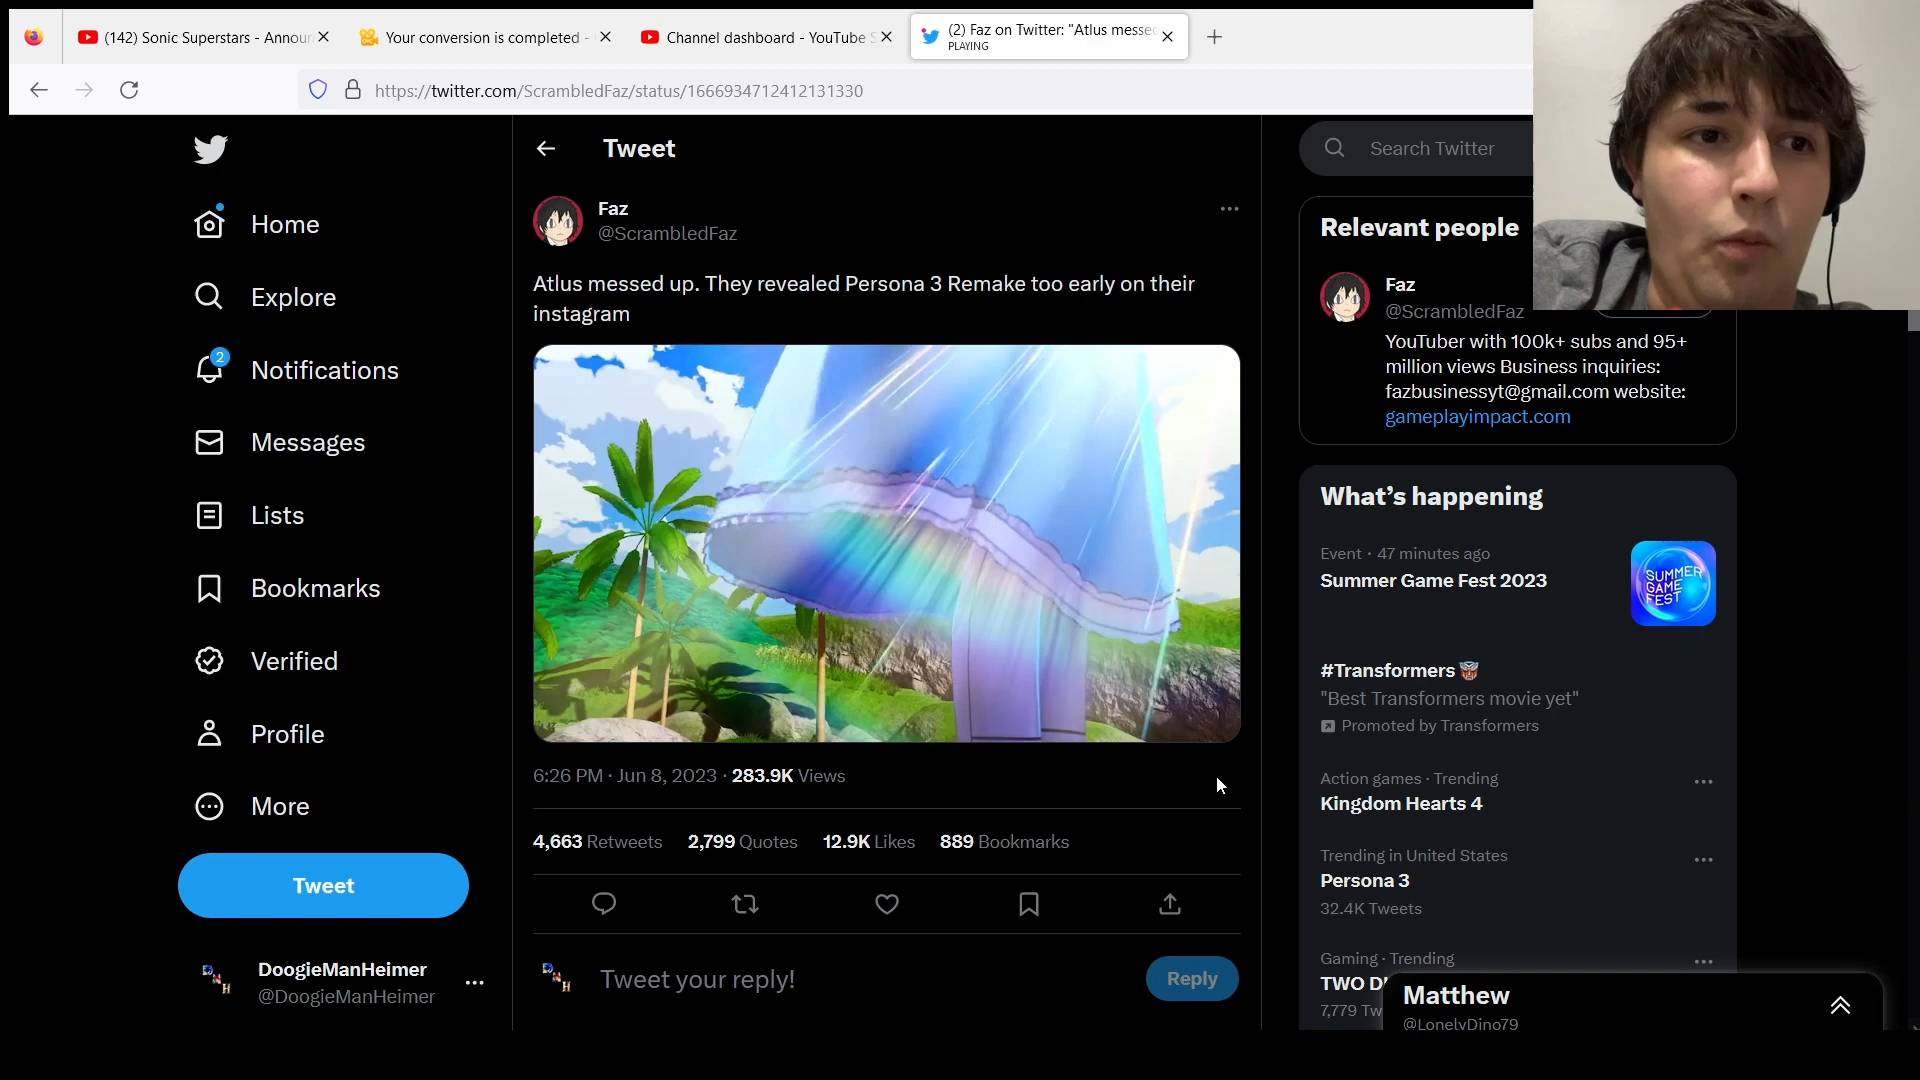 (142) Sonic Superstars - Announ
Your conversion is completed -
Channel dashboard - YouTube S
(2) Faz on Twitter: "Atlus messed
PLAYING
https://twitter.com/ScrambledFaz/status/1666934712412131330
Home
Explore
2
Notifications
Messages
Lists
Bookmarks
Verified
Profile
More
Tweet
DoogieManHeimer
@DoogieManHeimer
Tweet
Faz
@ScrambledFaz
Atlus messed up. They revealed Persona 3 Remake too early on their
instagram
6:26 PM · Jun 8, 2023 · 283.9K Views
4,663 Retweets 2,799 Quotes 12.9K Likes 889 Bookmarks
Tweet your reply!
Reply
Search Twitter
Relevant people
Faz
@ScrambledFaz
YouTuber with 100k+ subs and 95+
million views Business inquiries:
fazbusinessyt@gmail.com website:
gameplayimpact.com
What's happening
Event · 47 minutes ago
Summer Game Fest 2023
SUMMER
GAME
FEST
#Transformers
"Best Transformers movie yet"
Promoted by Transformers
Action games · Trending
Kingdom Hearts 4
Trending in United States
Persona 3
32.4K Tweets
Gaming · Trending
TWO D
7,779 Tw
Matthew
@LonelyDino79